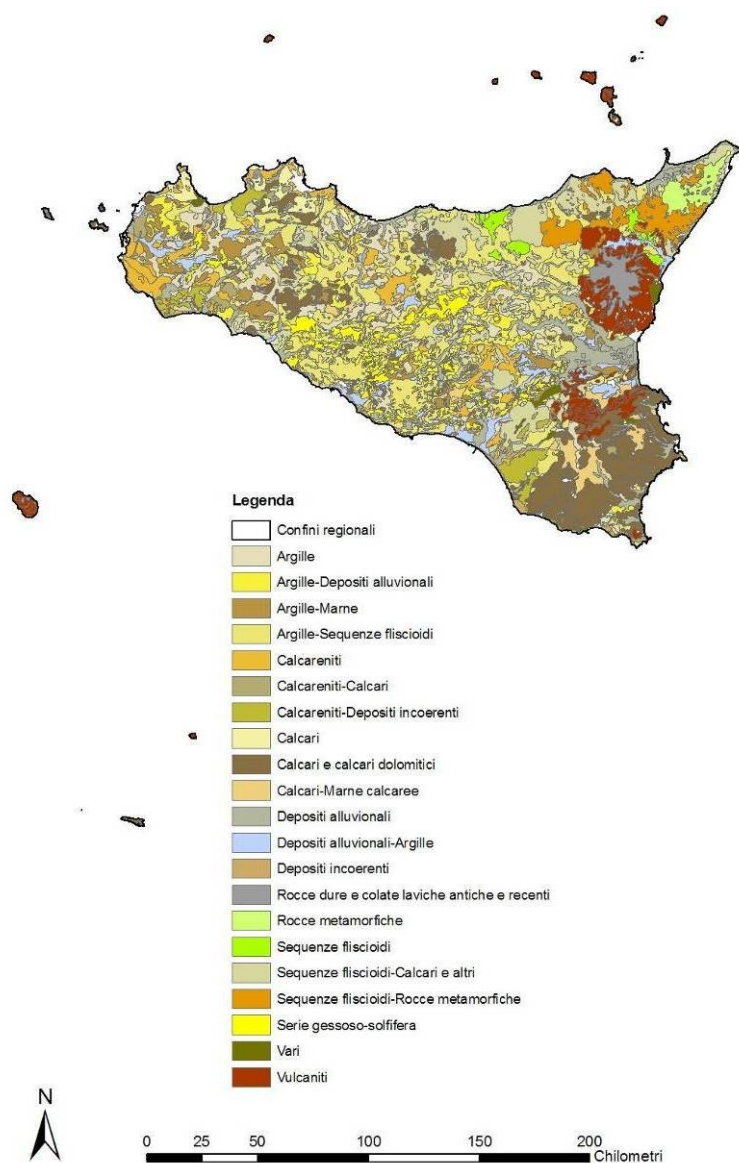 Legenda
Confini regionali
Argille
Argille-Depositi alluvionali
Argille-Marne
Argille-Sequenze fliscioidi
Calcareniti
Calcareniti-Calcari
Calcareniti-Depositi incoerenti
Calcari
Calcari e calcari dolomitici
Calcari-Marne calcaree
Depositi alluvionali
Depositi alluvionali-Argille
Depositi incoerenti
Rocce dure e colate laviche antiche e recenti
Rocce metamorfiche
Sequenze fliscioidi
Sequenze fliscioidi-Calcari e altri
Sequenze fliscioidi-Rocce metamorfiche
Serie gessoso-solfifera
Vari
Vulcaniti
N
0 25 50 100 150 200
Chilometri